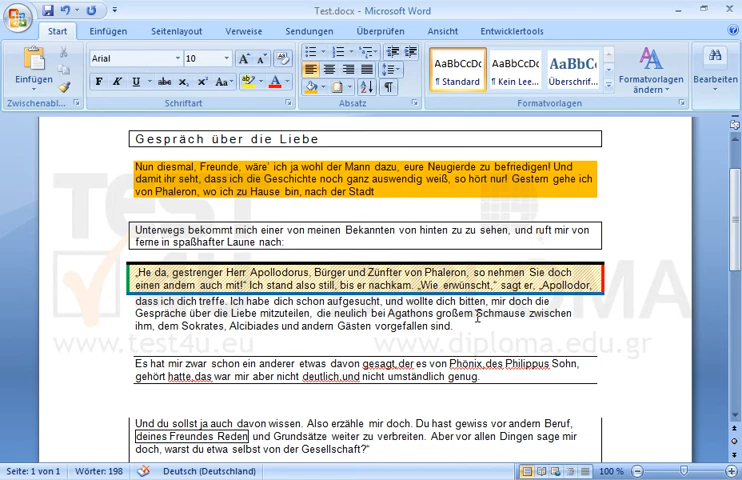 Test.docx - Microsoft Word
Start Einfügen Seitenlayout Verweise Sendungen Überprüfen Ansicht Entwicklertools
Einfügen
Arial 10
F K U abc x₂ x² Aa A
AaBbCcDc AaBbCcDc AaBbC
¶ Standard ¶ Kein Lee... Überschrif...
Formatvorlagen ändern
Bearbeiten
Zwischenabl... Schriftart Absatz Formatvorlagen
Gespräch über die Liebe
Nun diesmal, Freunde, wäre' ich ja wohl der Mann dazu, eure Neugierde zu befriedigen! Und
damit ihr seht, dass ich die Geschichte noch ganz auswendig weiß, so hört nur! Gestern gehe ich
von Phaleron, wo ich zu Hause bin, nach der Stadt
Unterwegs bekommt mich einer von meinen Bekannten von hinten zu zu sehen, und ruft mir von
ferne in spaßhafter Laune nach:
„He da, gestrenger Herr Apollodorus, Bürger und Zünfter von Phaleron, so nehmen Sie doch
einen andern auch mit!“ Ich stand also still, bis er nachkam. „Wie erwünscht,“ sagt er, „Apollodor,
dass ich dich treffe. Ich habe dich schon aufgesucht, und wollte dich bitten, mir doch die
Gespräche über die Liebe mitzuteilen, die neulich bei Agathons großem Schmause zwischen
ihm, dem Sokrates, Alcibiades und andern Gästen vorgefallen sind.
www.test4u.eu www.diploma.edu.gr
Es hat mir zwar schon ein anderer etwas davon gesagt,der es von Phönix,des Philippus Sohn,
gehört hatte,das war mir aber nicht deutlich,und nicht umständlich genug.
Und du sollst ja auch davon wissen. Also erzähle mir doch. Du hast gewiss vor andern Beruf,
deines Freundes Reden und Grundsätze weiter zu verbreiten. Aber vor allen Dingen sage mir
doch, warst du etwa selbst von der Gesellschaft?“
Seite: 1 von 1 Wörter: 198 Deutsch (Deutschland) 100 %